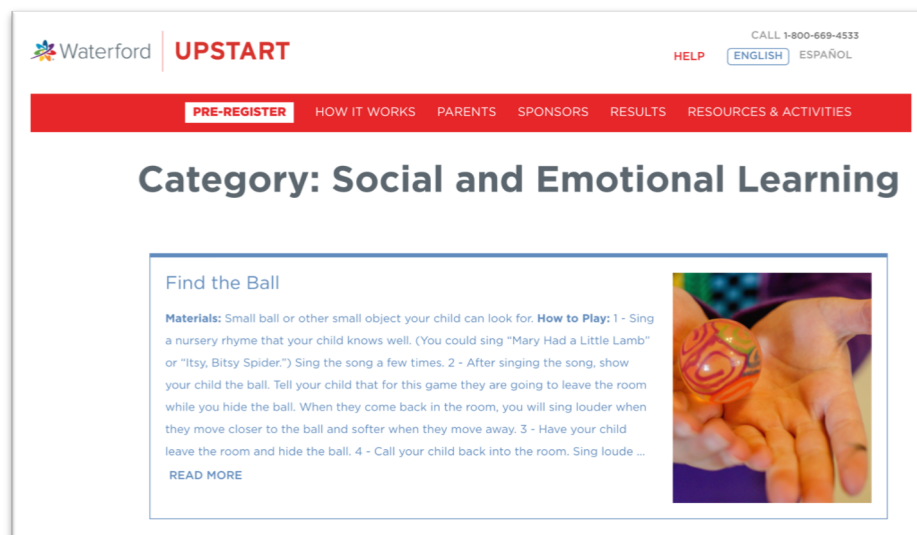 Waterford UPSTART
CALL 1-800-669-4533
HELP ENGLISH ESPAÑOL
PRE-REGISTER HOW IT WORKS PARENTS SPONSORS RESULTS RESOURCES & ACTIVITIES
Category: Social and Emotional Learning
Find the Ball
Materials: Small ball or other small object your child can look for. How to Play: 1 - Sing
a nursery rhyme that your child knows well. (You could sing “Mary Had a Little Lamb”
or “Itsy, Bitsy Spider.”) Sing the song a few times. 2 - After singing the song, show
your child the ball. Tell your child that for this game they are going to leave the room
while you hide the ball. When they come back in the room, you will sing louder when
they move closer to the ball and softer when they move away. 3 - Have your child
leave the room and hide the ball. 4 - Call your child back into the room. Sing loude ...
READ MORE